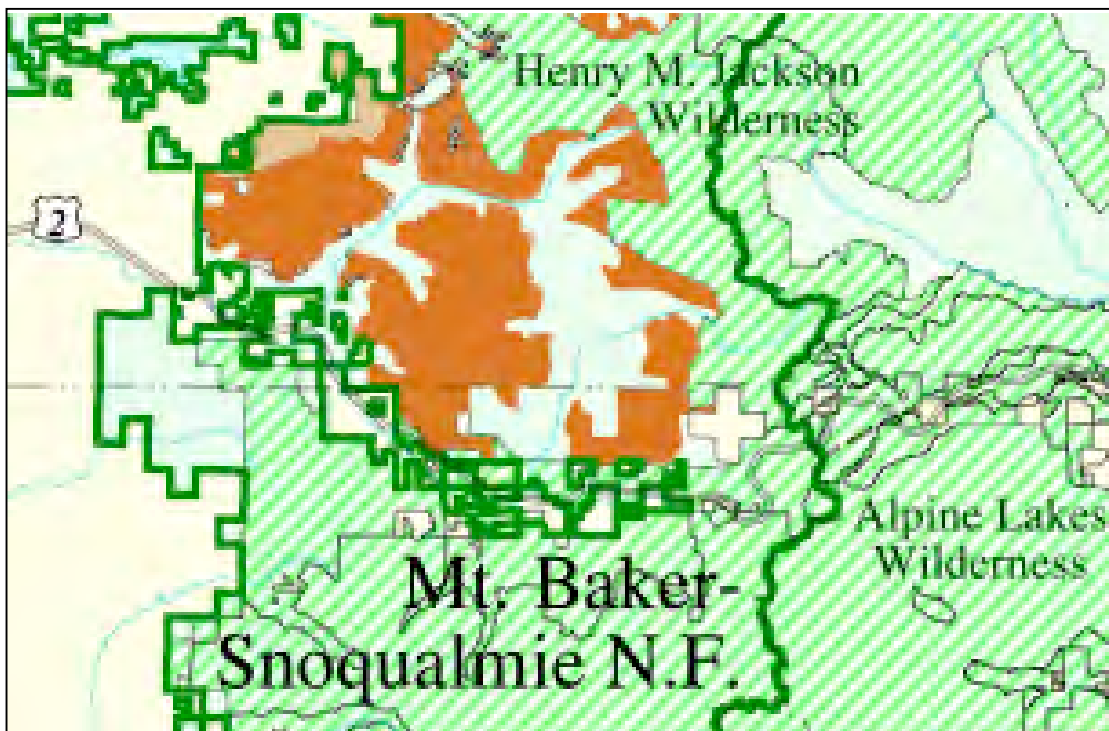 Henry M. Jackson
Wilderness
2
Alpine Lakes
Wilderness
Mt. Baker-
Snoqualmie N.F.